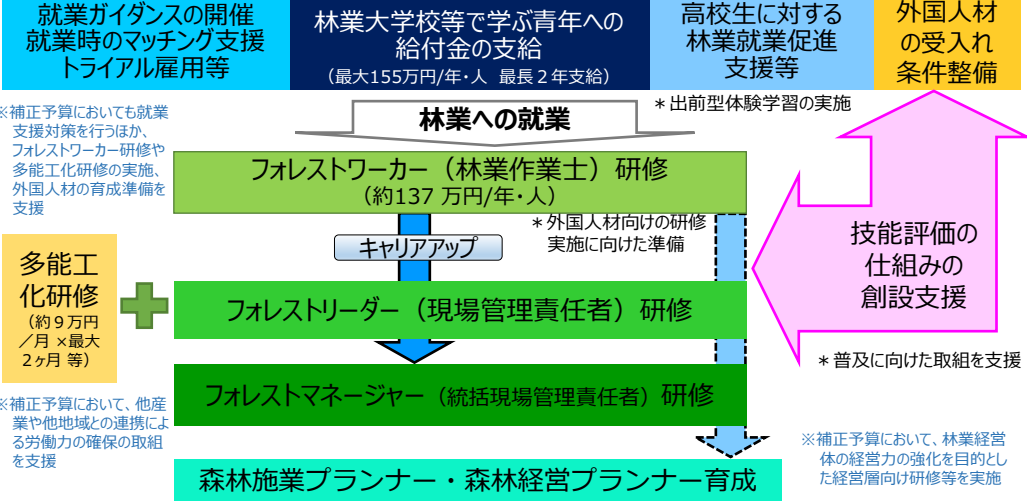 就業ガイダンスの開催
就業時のマッチング支援
トライアル雇用等
林業大学校等で学ぶ青年への
給付金の支給
（最大155万円/年・人　最長２年支給）
高校生に対する
林業就業促進
支援等
外国人材
の受入れ
条件整備
※補正予算においても就業
支援対策を行うほか、
フォレストワーカー研修や
多能工化研修の実施、
外国人材の育成準備を
支援
林業への就業
＊出前型体験学習の実施
フォレストワーカー（林業作業士）研修
（約137 万円/年・人）
＊外国人材向けの研修
実施に向けた準備
キャリアアップ
技能評価の
仕組みの
創設支援
多能工
化研修
（約９万円
／月 ×最大
2ヶ月 等）
フォレストリーダー（現場管理責任者）研修
＊普及に向けた取組を支援
フォレストマネージャー（統括現場管理責任者）研修
※補正予算において、他産
業や他地域との連携によ
る労働力の確保の取組
を支援
※補正予算において、林業経営
体の経営力の強化を目的とし
た経営層向け研修等を実施
森林施業プランナー・森林経営プランナー育成